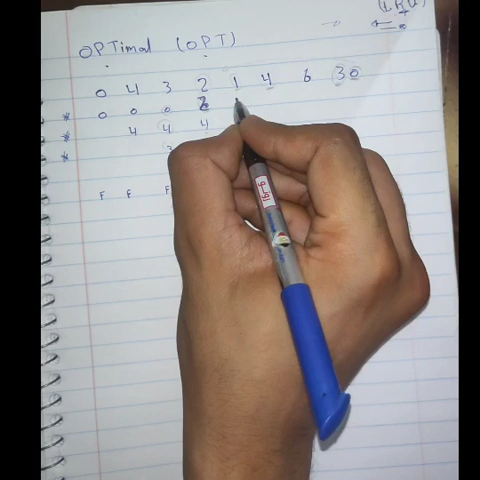 (LRU)
OPTimal (OPT)
0 4 3 2 1 4 6 3 0
* 0 0 0 2
* 4 4 4
* 3
F F F